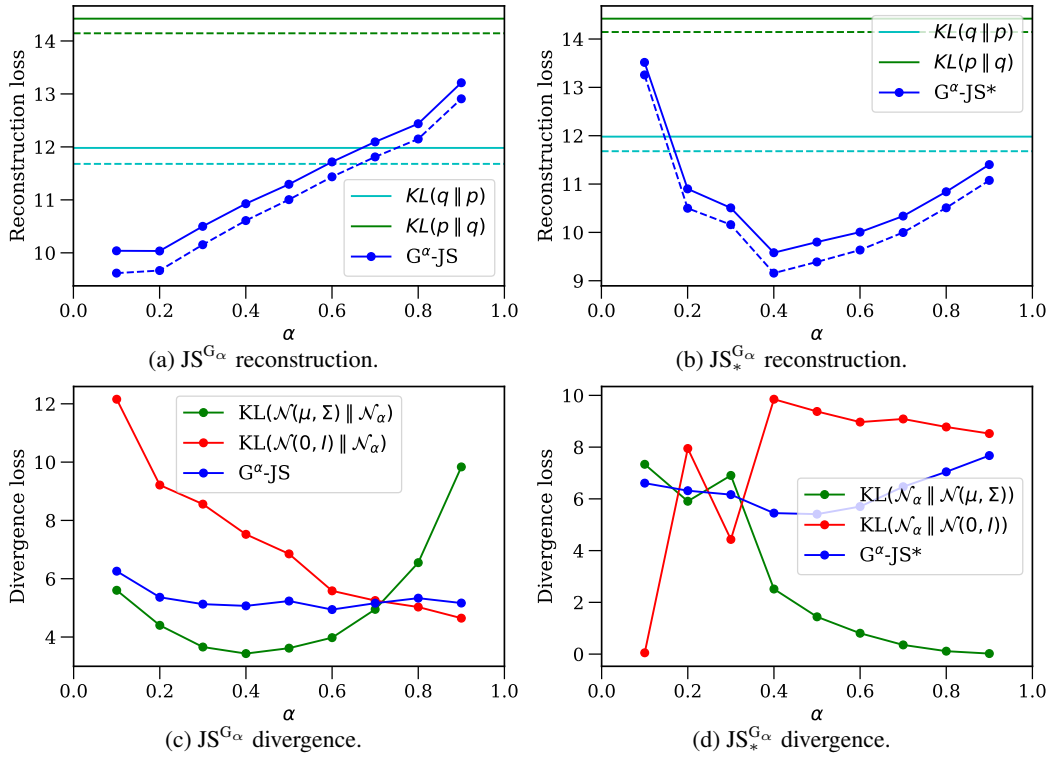 Reconstruction loss
14
13
12
11
10
KL(q ∥ p)
KL(p ∥ q)
G^α-JS
0.0 0.2 0.4 0.6 0.8 1.0
α
(a) JS^{G_α} reconstruction.
Reconstruction loss
14
13
12
11
10
9
KL(q ∥ p)
KL(p ∥ q)
G^α-JS*
0.0 0.2 0.4 0.6 0.8 1.0
α
(b) JS_*^{G_α} reconstruction.
Divergence loss
12
10
8
6
4
KL(𝒩(μ, Σ) ∥ 𝒩_α)
KL(𝒩(0, I) ∥ 𝒩_α)
G^α-JS
0.0 0.2 0.4 0.6 0.8 1.0
α
(c) JS^{G_α} divergence.
Divergence loss
10
8
6
4
2
0
KL(𝒩_α ∥ 𝒩(μ, Σ))
KL(𝒩_α ∥ 𝒩(0, I))
G^α-JS*
0.0 0.2 0.4 0.6 0.8 1.0
α
(d) JS_*^{G_α} divergence.